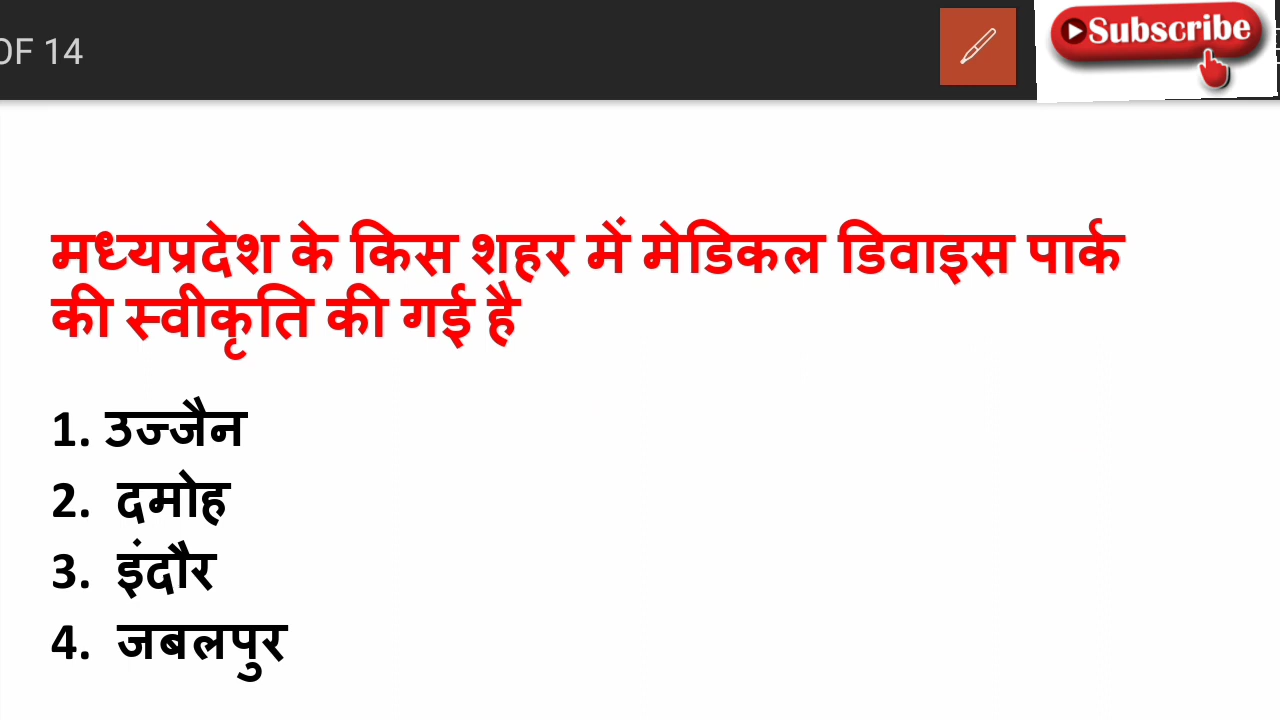 OF 14
Subscribe
मध्यप्रदेश के किस शहर में मेडिकल डिवाइस पार्क
की स्वीकृति की गई है
1. उज्जैन
2. दमोह
3. इंदौर
4. जबलपुर